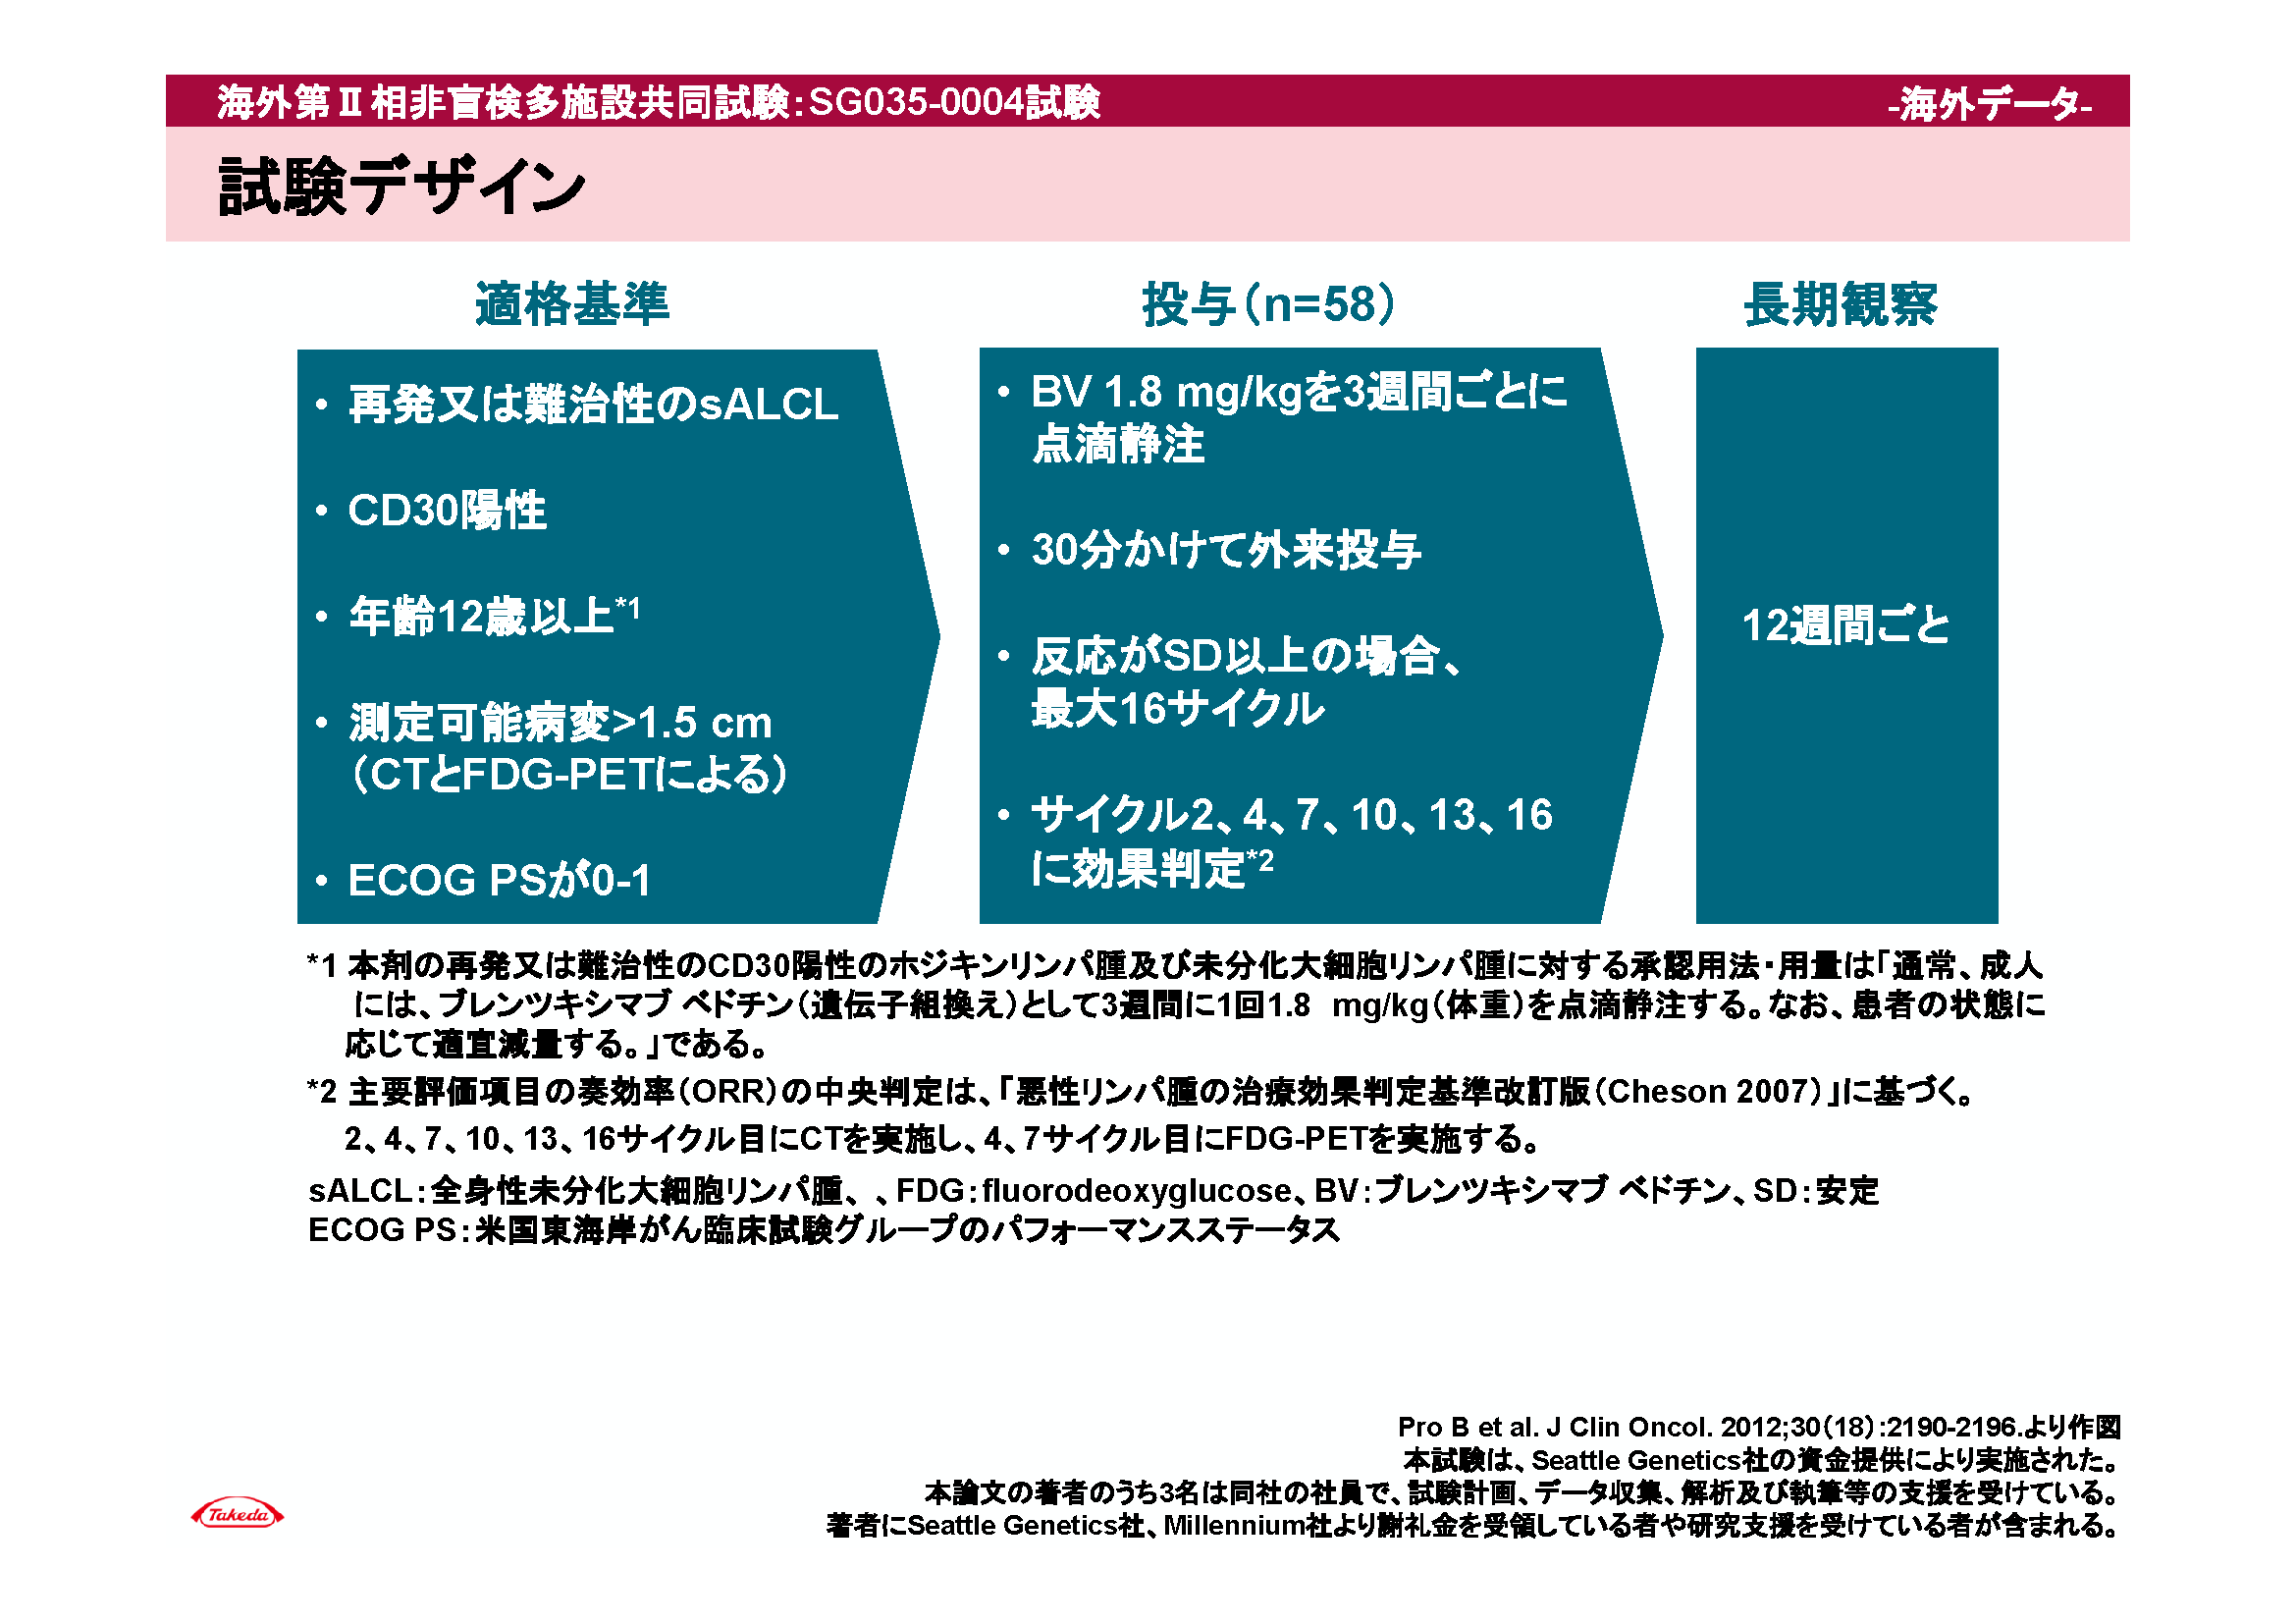 海外第Ⅱ相非盲検多施設共同試験：SG035-0004試験
-海外データ-
試験デザイン
適格基準
・ 再発又は難治性のsALCL
・ CD30陽性
・ 年齢12歳以上*1
・ 測定可能病変>1.5 cm
（CTとFDG-PETによる）
・ ECOG PSが0-1
投与（n=58）
・ BV 1.8 mg/kgを3週間ごとに
点滴静注
・ 30分かけて外来投与
・ 反応がSD以上の場合、
最大16サイクル
・ サイクル2、4、7、10、13、16
に効果判定*2
長期観察
12週間ごと
*1 本剤の再発又は難治性のCD30陽性のホジキンリンパ腫及び未分化大細胞リンパ腫に対する承認用法・用量は「通常、成人
には、ブレンツキシマブ ベドチン（遺伝子組換え）として3週間に1回1.8 mg/kg（体重）を点滴静注する。なお、患者の状態に
応じて適宜減量する。」である。
*2 主要評価項目の奏効率（ORR）の中央判定は、「悪性リンパ腫の治療効果判定基準改訂版（Cheson 2007）」に基づく。
2、4、7、10、13、16サイクル目にCTを実施し、4、7サイクル目にFDG-PETを実施する。
sALCL：全身性未分化大細胞リンパ腫、 、FDG：fluorodeoxyglucose、BV：ブレンツキシマブ ベドチン、SD：安定
ECOG PS：米国東海岸がん臨床試験グループのパフォーマンスステータス
Pro B et al. J Clin Oncol. 2012;30（18）:2190-2196.より作図
本試験は、Seattle Genetics社の資金提供により実施された。
本論文の著者のうち3名は同社の社員で、試験計画、データ収集、解析及び執筆等の支援を受けている。
著者にSeattle Genetics社、Millennium社より謝礼金を受領している者や研究支援を受けている者が含まれる。
Takeda